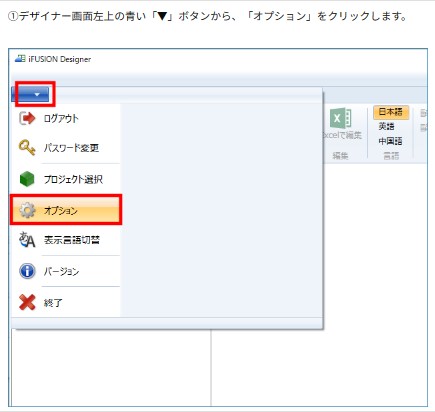 ①デザイナー画面左上の青い「▼」ボタンから、「オプション」をクリックします。
iFUSION Designer
ログアウト
パスワード変更
プロジェクト選択
オプション
表示言語切替
バージョン
終了
xcelで編集
編集
日本語
英語
中国語
言語